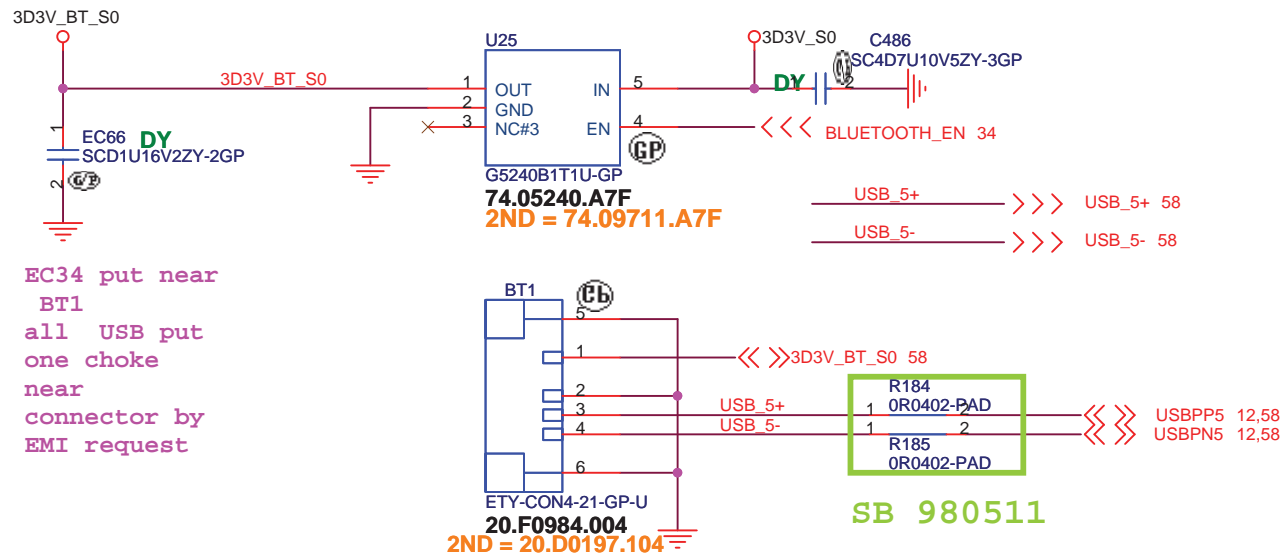 3D3V_BT_S0
3D3V_BT_S0
1
2
EC66
DY
SCD1U16V2ZY-2GP
G/P
U25
1
2
3
OUT
GND
NC#3
IN
EN
5
4
GP
G5240B1T1U-GP
74.05240.A7F
2ND = 74.09711.A7F
3D3V_S0
C486
SC4D7U10V5ZY-3GP
DY
1
2
BLUETOOTH_EN 34
USB_5+
USB_5+ 58
USB_5-
USB_5- 58
EC34 put near
BT1
all USB put
one choke
near
connector by
EMI request
BT1
5
1
2
3
4
6
3D3V_BT_S0 58
USB_5+
USB_5-
R184
0R0402-PAD
1
2
1
2
R185
0R0402-PAD
USBPP5 12,58
USBPN5 12,58
ETY-CON4-21-GP-U
20.F0984.004
2ND = 20.D0197.104
SB 980511